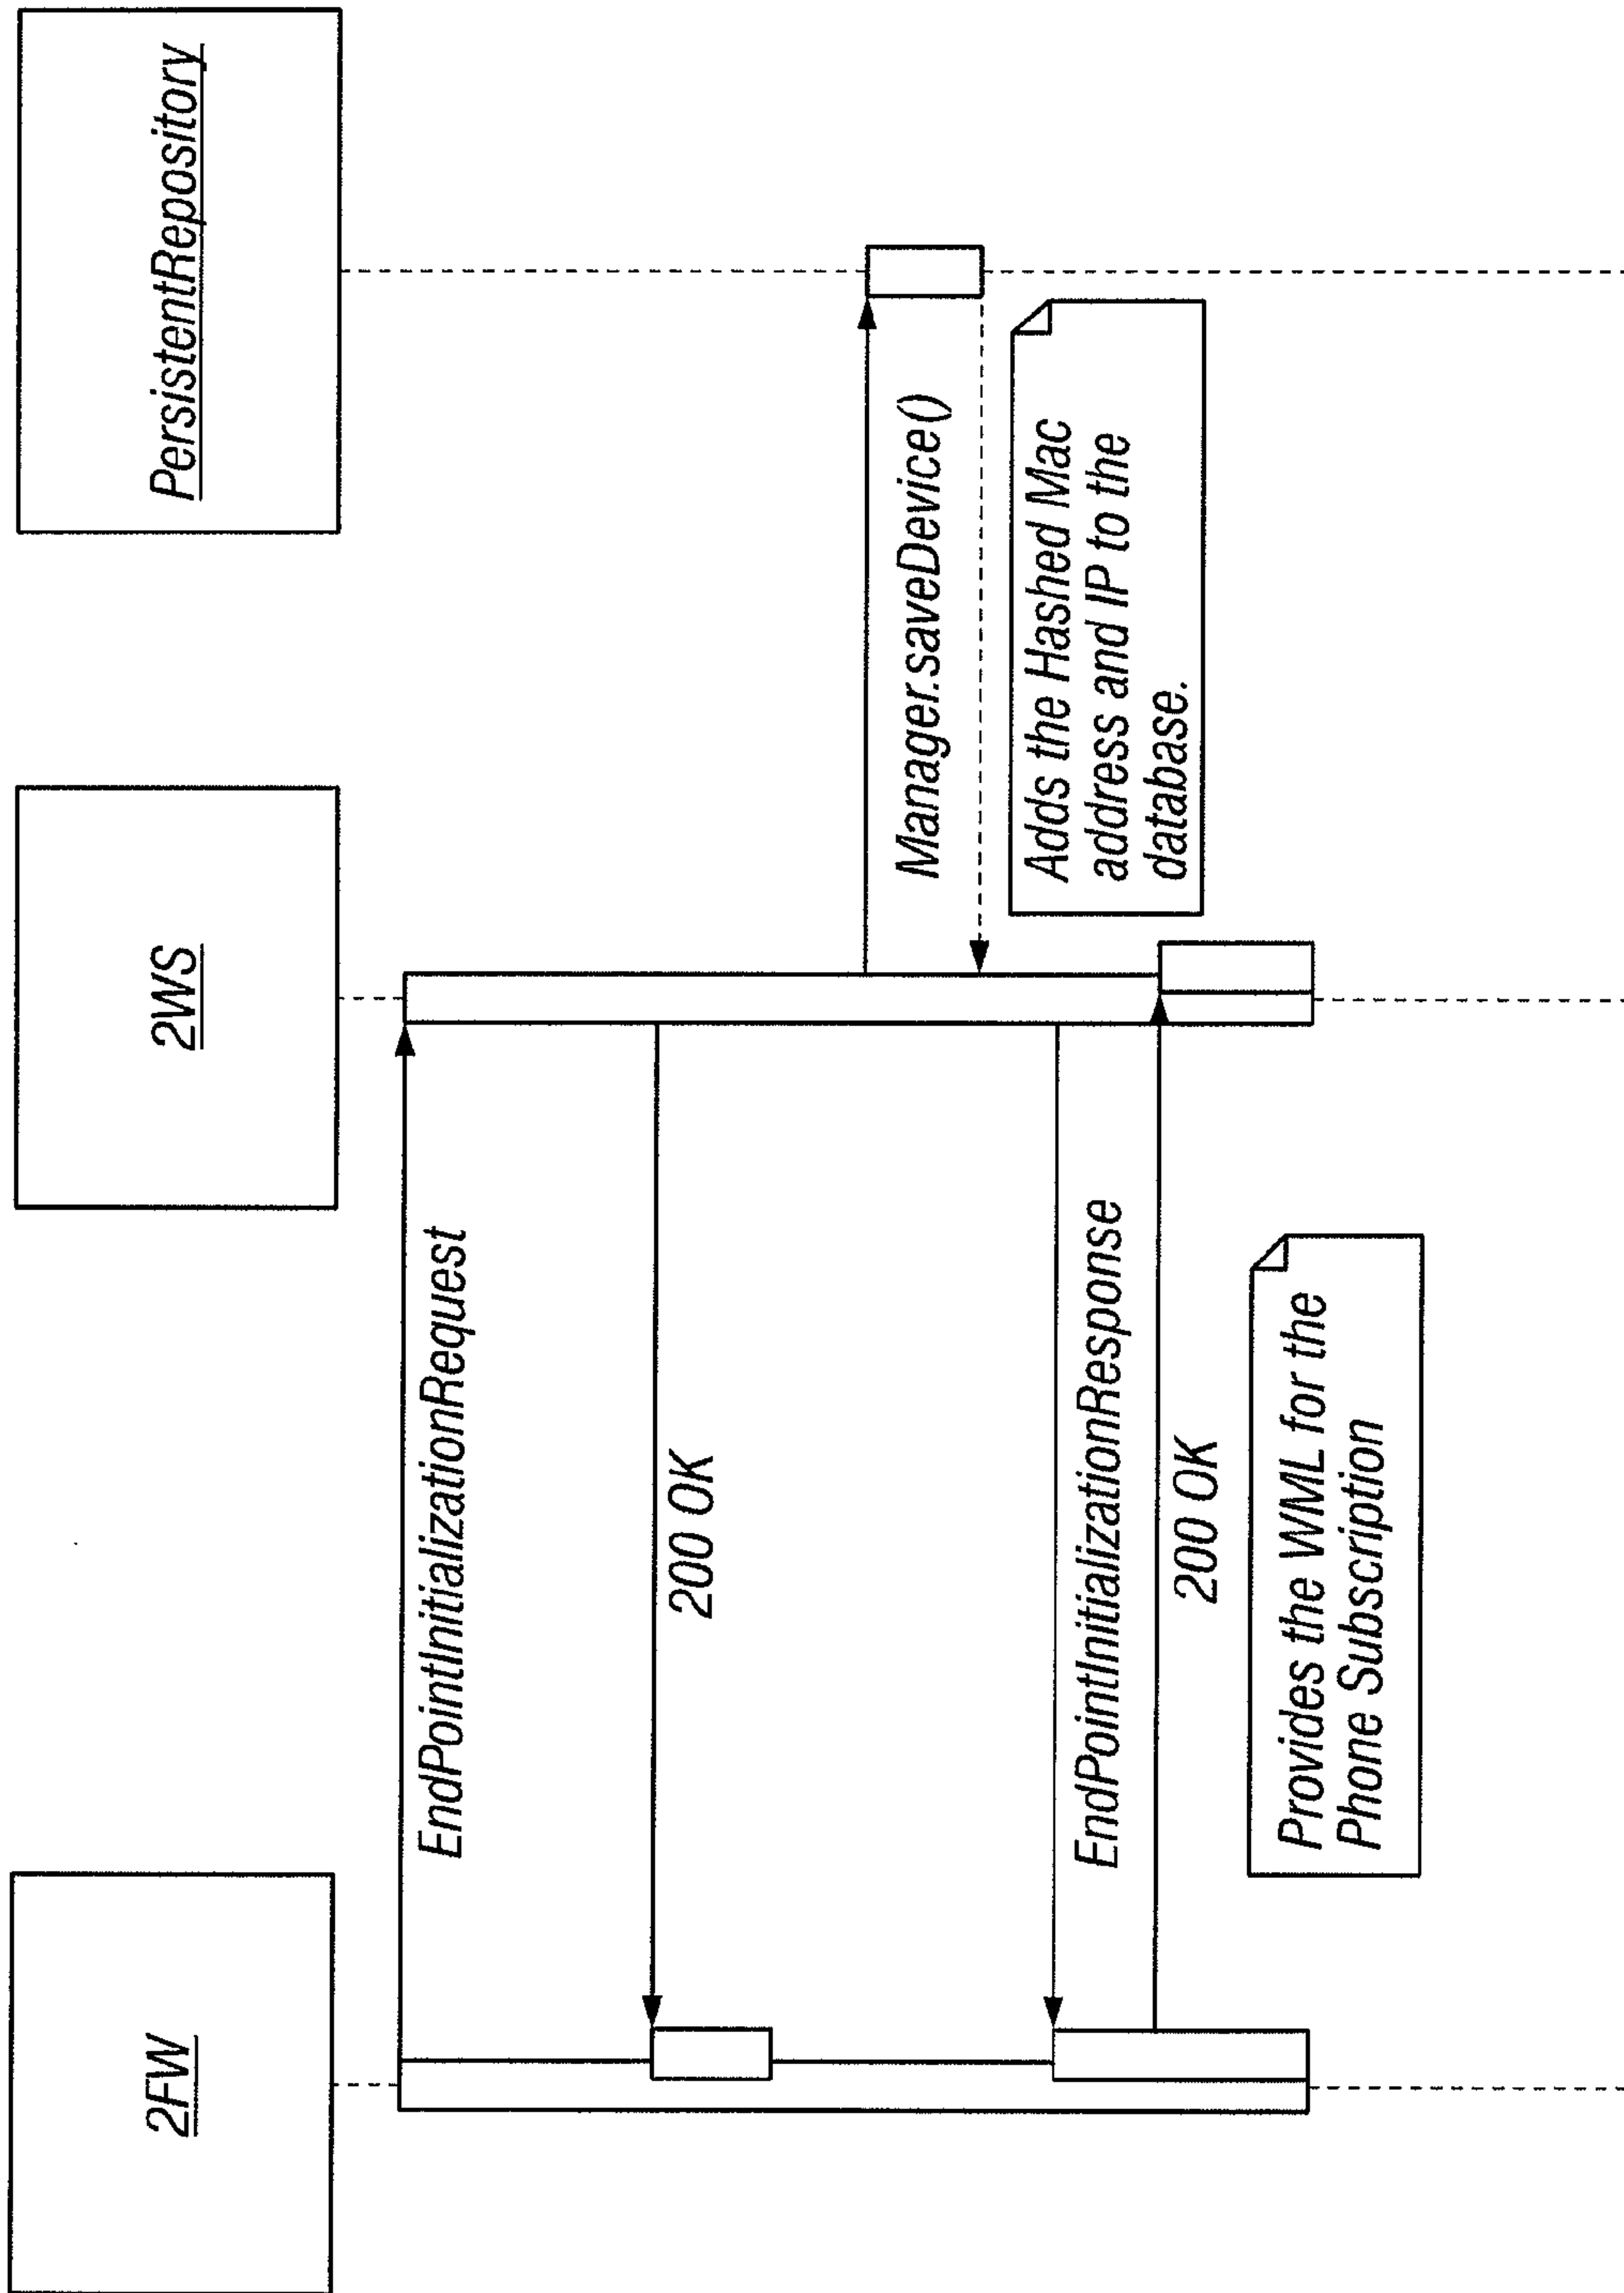 2FW
2WS
PersistentRepository
EndPointInitializationRequest
200 OK
Manager.saveDevice()
Adds the Hashed Mac
address and IP to the
database.
EndPointInitializationResponse
200 OK
Provides the WML for the
Phone Subscription